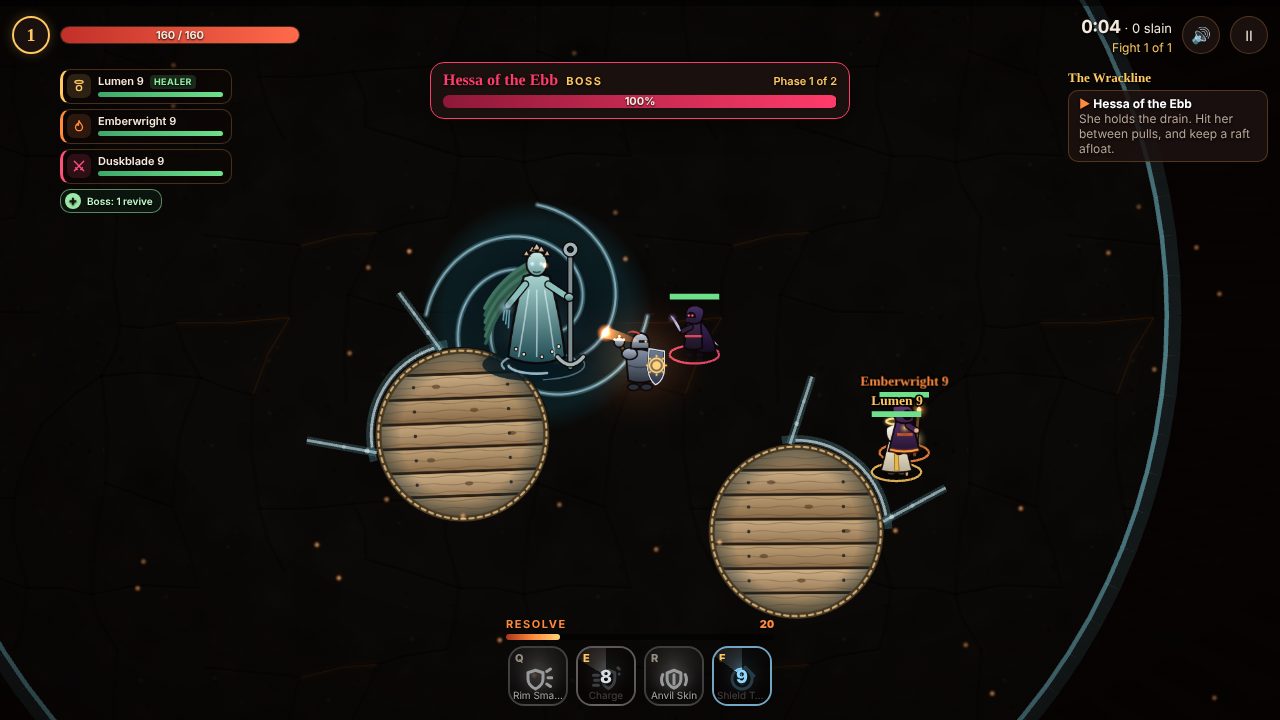 1
160 / 160
0:04 · 0 slain
Fight 1 of 1
Lumen 9 HEALER
Emberwright 9
Duskblade 9
Boss: 1 revive
Hessa of the Ebb BOSS
Phase 1 of 2
100%
The Wrackline
Hessa of the Ebb
She holds the drain. Hit her
between pulls, and keep a raft
afloat.
Emberwright 9
Lumen 9
RESOLVE 20
Q
Rim Sma...
E
8
Charge
R
Anvil Skin
F
9
Shield T...